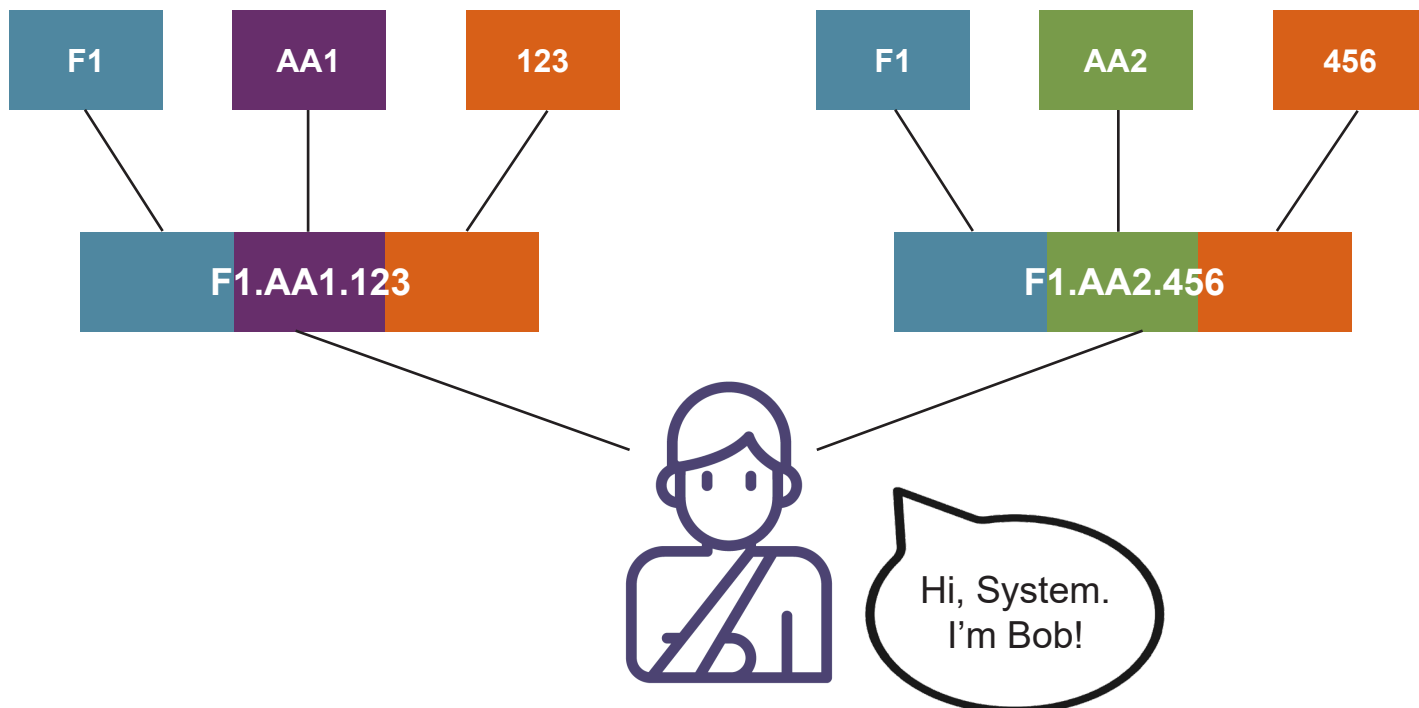 F1
AA1
123
F1
AA2
456
F1.AA1.123
F1.AA2.456
Hi, System.
I’m Bob!